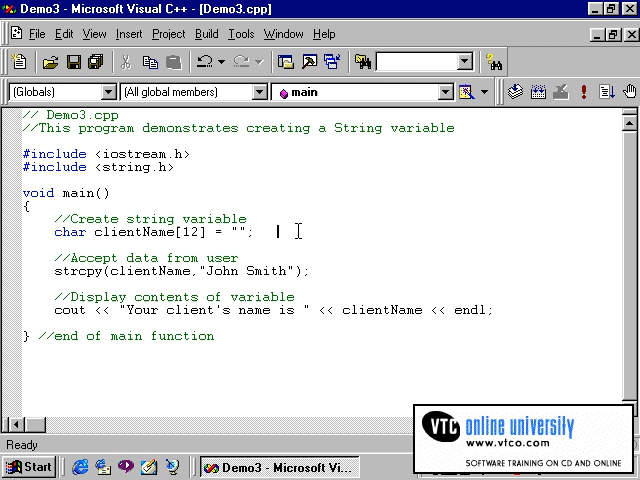 Demo3 - Microsoft Visual C++ - [Demo3.cpp]
File Edit View Insert Project Build Tools Window Help
(Globals) (All global members) main
// Demo3.cpp
//This program demonstrates creating a String variable
#include <iostream.h>
#include <string.h>
void main()
{
//Create string variable
char clientName[12] = "";
//Accept data from user
strcpy(clientName,"John Smith");
//Display contents of variable
cout << "Your client's name is " << clientName << endl;
} //end of main function
VTC online university
www.vtco.com
SOFTWARE TRAINING ON CD AND ONLINE
Ready
Start Demo3 - Microsoft Vi...